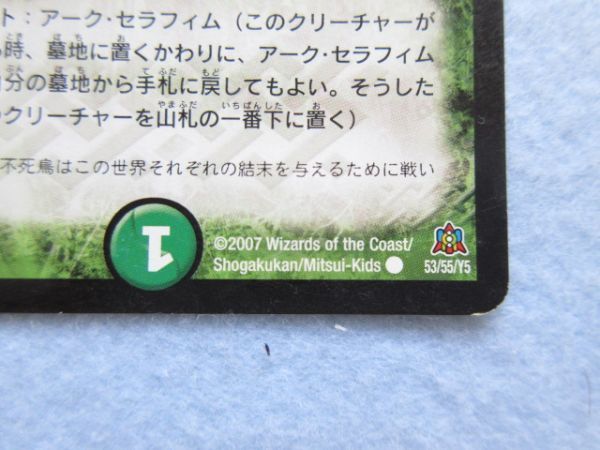 ト：アーク・セラフィム（このクリーチャーが
時、墓地に置くかわりに、アーク・セラフィム
分の墓地から手札に戻してもよい。そうした
クリーチャーを山札の一番下に置く）
不死鳥はこの世界それぞれの結末を与えるために戦い
1
©2007 Wizards of the Coast/
Shogakukan/Mitsui-Kids
53/55/Y5